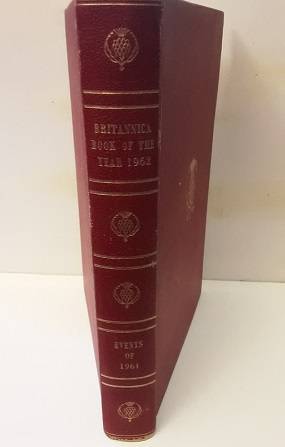 BRITANNICA
BOOK OF THE
YEAR 1962
EVENTS
OF
1961